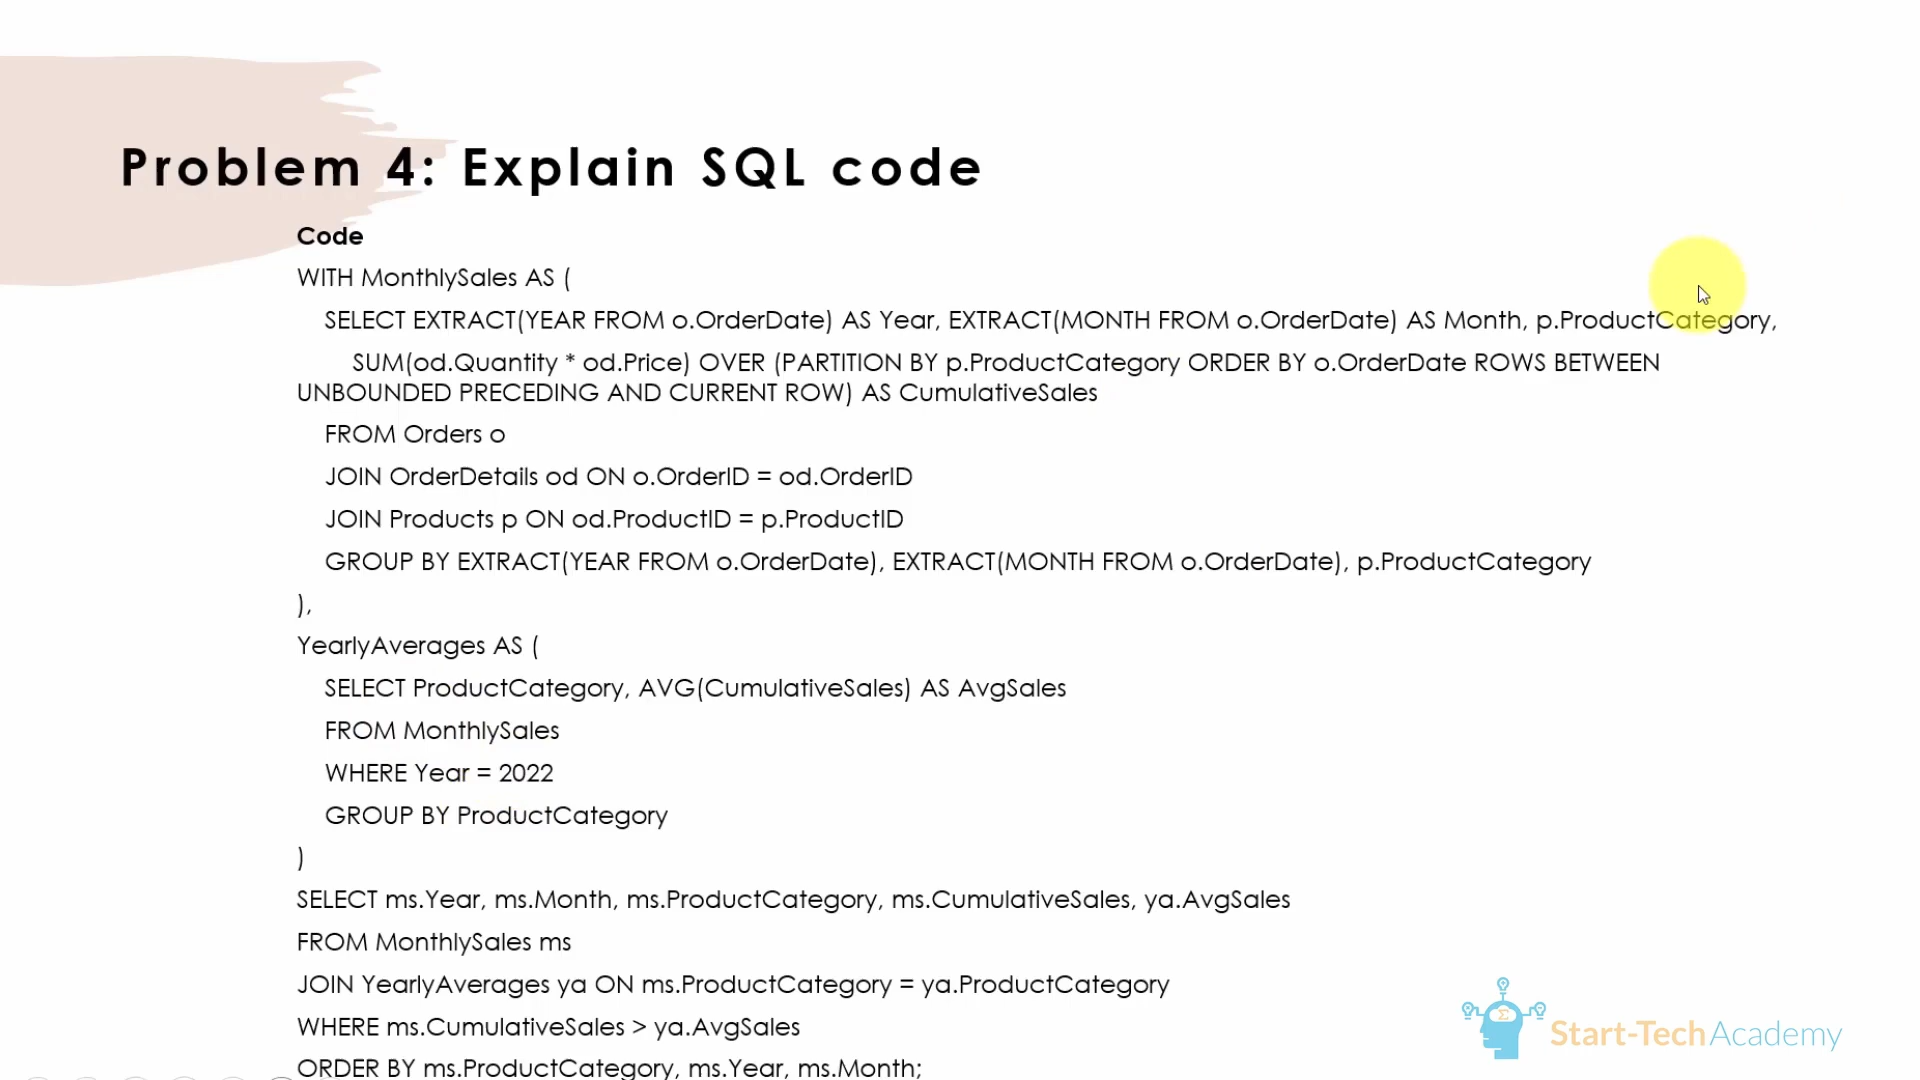 Problem 4: Explain SQL code
Code
WITH MonthlySales AS (
SELECT EXTRACT(YEAR FROM o.OrderDate) AS Year, EXTRACT(MONTH FROM o.OrderDate) AS Month, p.ProductCategory,
SUM(od.Quantity * od.Price) OVER (PARTITION BY p.ProductCategory ORDER BY o.OrderDate ROWS BETWEEN
UNBOUNDED PRECEDING AND CURRENT ROW) AS CumulativeSales
FROM Orders o
JOIN OrderDetails od ON o.OrderID = od.OrderID
JOIN Products p ON od.ProductID = p.ProductID
GROUP BY EXTRACT(YEAR FROM o.OrderDate), EXTRACT(MONTH FROM o.OrderDate), p.ProductCategory
),
YearlyAverages AS (
SELECT ProductCategory, AVG(CumulativeSales) AS AvgSales
FROM MonthlySales
WHERE Year = 2022
GROUP BY ProductCategory
)
SELECT ms.Year, ms.Month, ms.ProductCategory, ms.CumulativeSales, ya.AvgSales
FROM MonthlySales ms
JOIN YearlyAverages ya ON ms.ProductCategory = ya.ProductCategory
WHERE ms.CumulativeSales > ya.AvgSales
ORDER BY ms.ProductCategory, ms.Year, ms.Month;
Start-Tech Academy